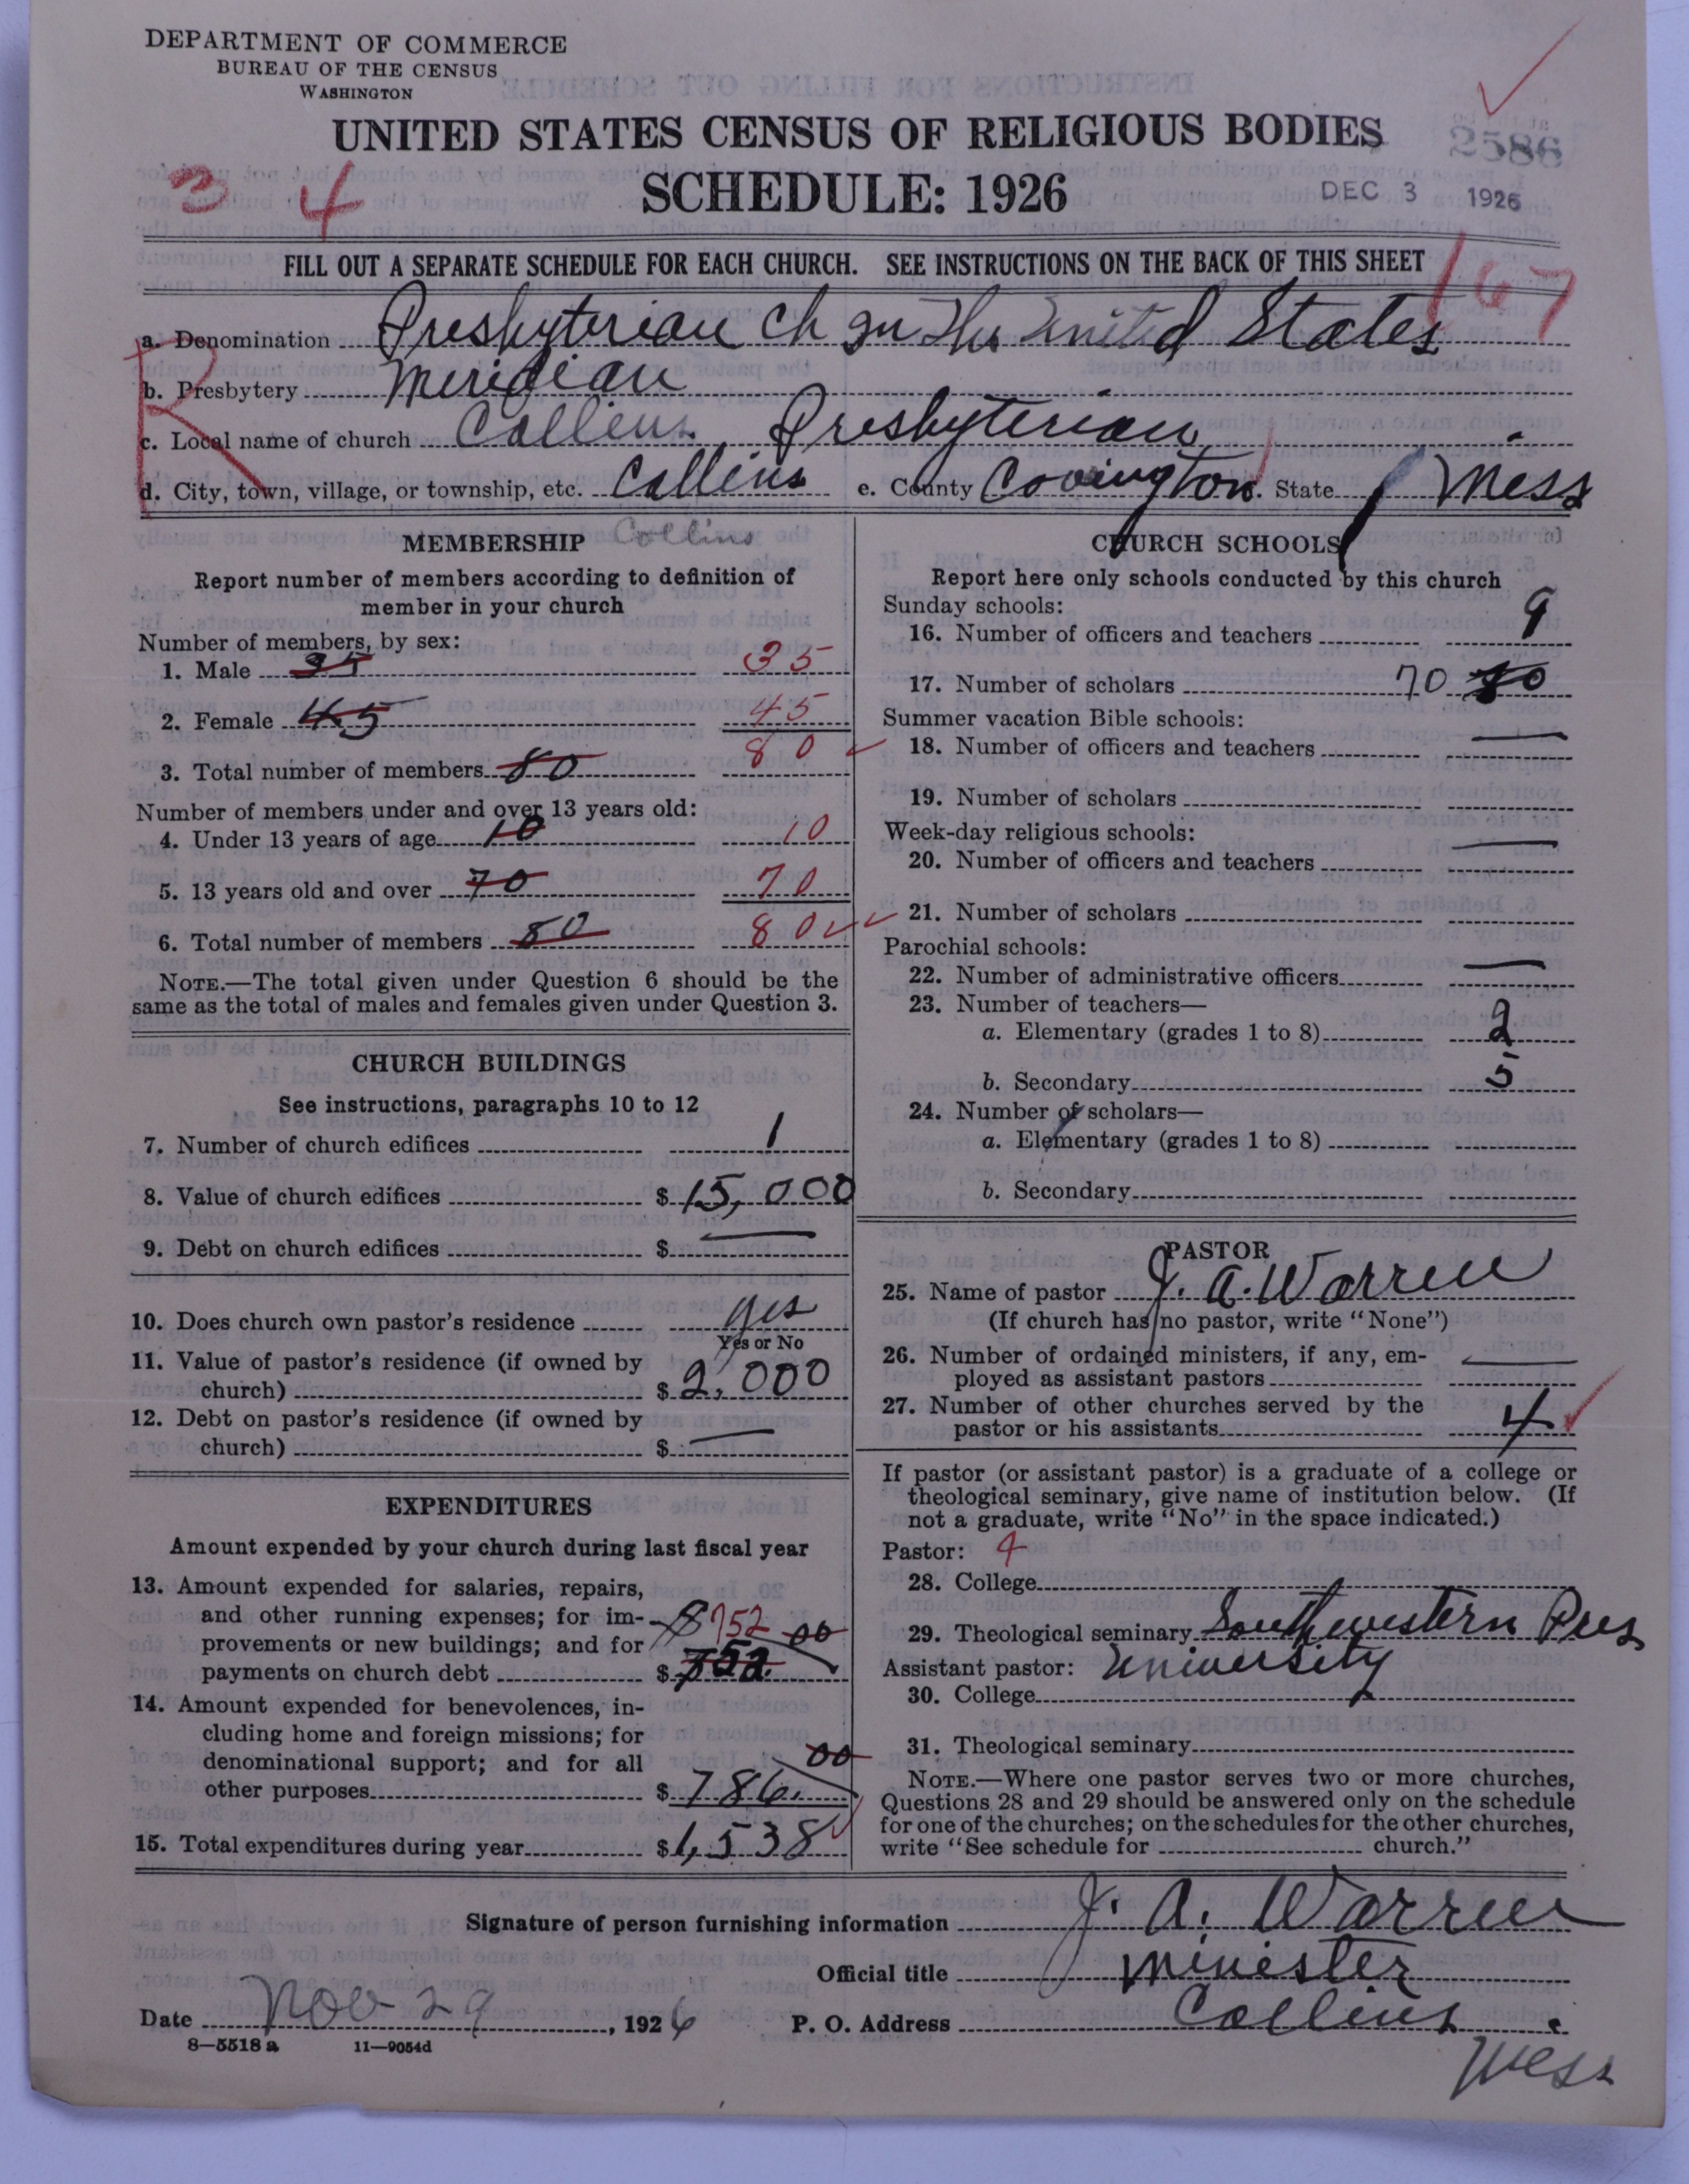 DEPARTMENT OF COMMERCE
BUREAU OF THE CENSUS
WASHINGTON
UNITED STATES CENSUS OF RELIGIOUS BODIES
2586
SCHEDULE: 1926
DEC 3 1926
3 4
FILL OUT A SEPARATE SCHEDULE FOR EACH CHURCH. SEE INSTRUCTIONS ON THE BACK OF THIS SHEET
167
a. Denomination Presbyterian Ch In The United States
b. Presbytery Meridian
c. Local name of church Collins Presbyterian
d. City, town, village, or township, etc. Collins e. County Covington State Miss
R
MEMBERSHIP Collins
Report number of members according to definition of
member in your church
Number of members, by sex:
1. Male 35 35
2. Female 45 45
3. Total number of members 80 80
Number of members under and over 13 years old:
4. Under 13 years of age 10 10
5. 13 years old and over 70 70
6. Total number of members 80 80
NOTE.—The total given under Question 6 should be the
same as the total of males and females given under Question 3.
CHURCH BUILDINGS
See instructions, paragraphs 10 to 12
7. Number of church edifices 1
8. Value of church edifices $ 15,000
9. Debt on church edifices $ —
10. Does church own pastor's residence yes
Yes or No
11. Value of pastor's residence (if owned by
church) $ 2,000
12. Debt on pastor's residence (if owned by
church) $ —
EXPENDITURES
Amount expended by your church during last fiscal year
13. Amount expended for salaries, repairs,
and other running expenses; for im-
provements or new buildings; and for 752 00
payments on church debt $ 752.
14. Amount expended for benevolences, in-
cluding home and foreign missions; for
denominational support; and for all 00
other purposes $ 786.
15. Total expenditures during year $ 1,538
CHURCH SCHOOLS
Report here only schools conducted by this church
Sunday schools:
16. Number of officers and teachers 9
17. Number of scholars 70
Summer vacation Bible schools:
18. Number of officers and teachers —
19. Number of scholars
Week-day religious schools:
20. Number of officers and teachers —
21. Number of scholars
Parochial schools:
22. Number of administrative officers —
23. Number of teachers—
a. Elementary (grades 1 to 8) 2
b. Secondary 5
24. Number of scholars—
a. Elementary (grades 1 to 8)
b. Secondary
PASTOR
25. Name of pastor J. A. Warren
(If church has no pastor, write "None")
26. Number of ordained ministers, if any, em-
ployed as assistant pastors —
27. Number of other churches served by the
pastor or his assistants 4
If pastor (or assistant pastor) is a graduate of a college or
theological seminary, give name of institution below. (If
not a graduate, write "No" in the space indicated.)
Pastor: 4
28. College
29. Theological seminary Southwestern Pres
Assistant pastor: University
30. College
31. Theological seminary
NOTE.—Where one pastor serves two or more churches,
Questions 28 and 29 should be answered only on the schedule
for one of the churches; on the schedules for the other churches,
write "See schedule for church."
Signature of person furnishing information J. A. Warren
Official title Minister
Date Nov 29, 1926 P. O. Address Collins.
Miss
8—5518 a 11—9054d